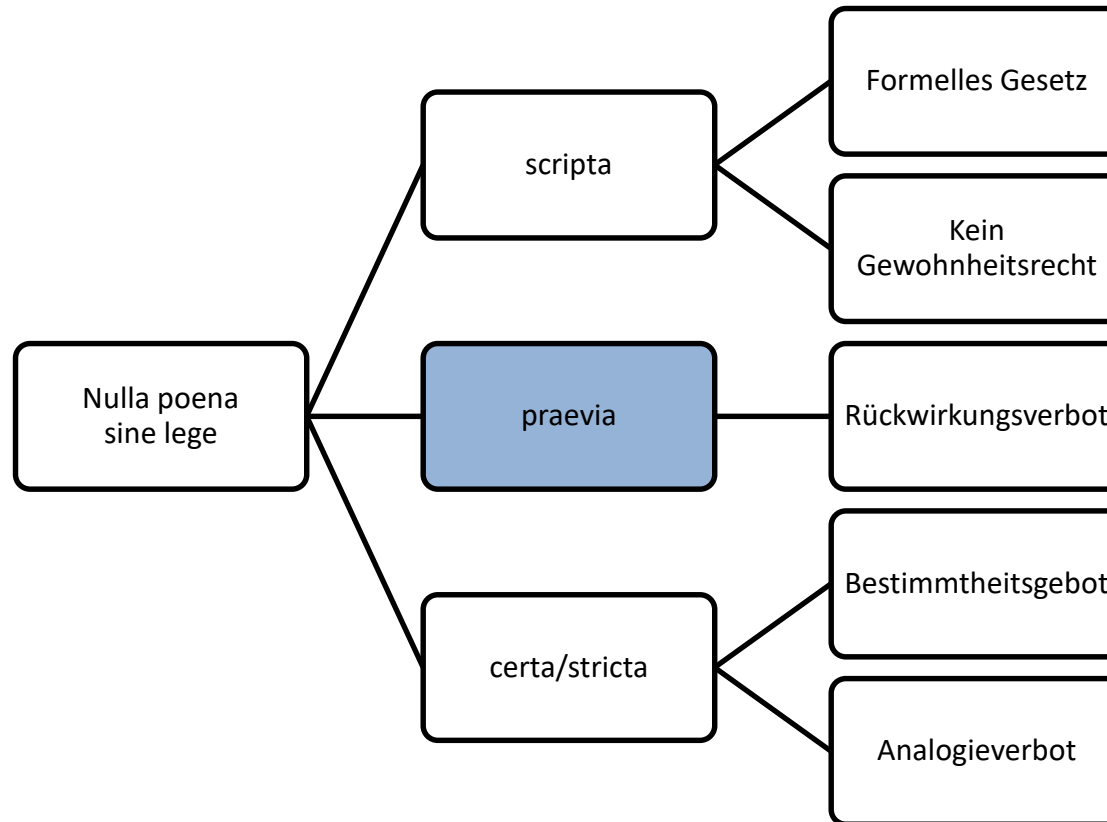 Nulla poena
sine lege
scripta
Formelles Gesetz
Kein
Gewohnheitsrecht
praevia
Rückwirkungsverbot
certa/stricta
Bestimmtheitsgebot
Analogieverbot